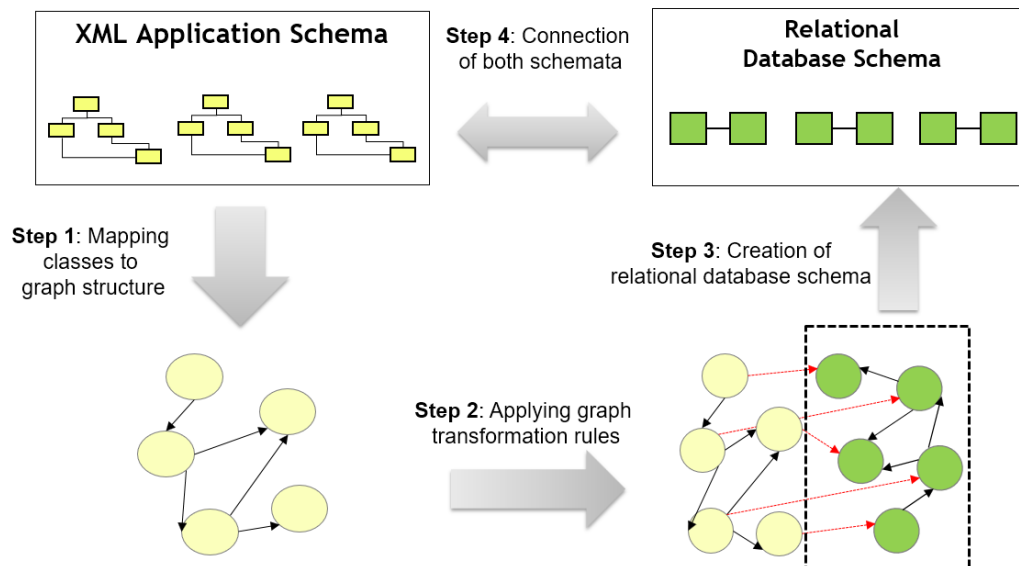 XML Application Schema
Step 4: Connection
of both schemata
Relational
Database Schema
Step 1: Mapping
classes to
graph structure
Step 3: Creation of
relational database schema
Step 2: Applying graph
transformation rules